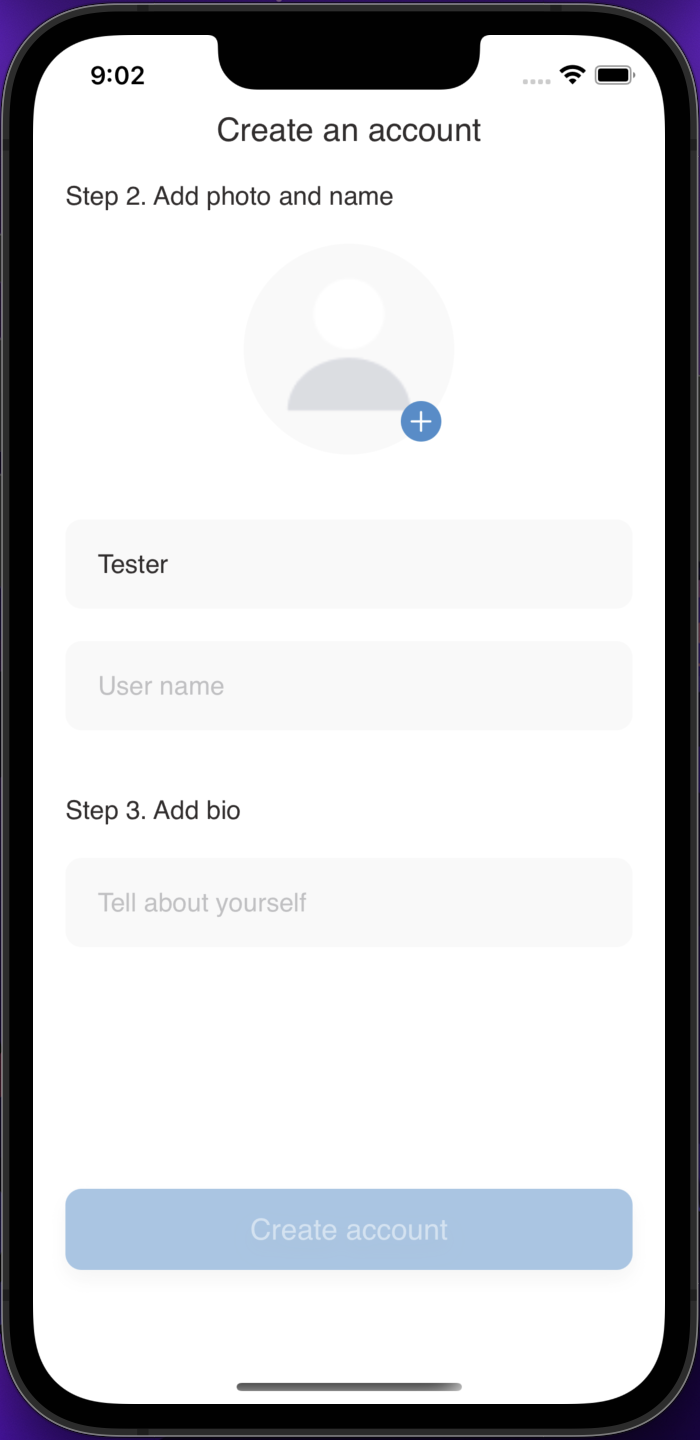 9:02
Create an account
Step 2. Add photo and name
Tester
User name
Step 3. Add bio
Tell about yourself
Create account